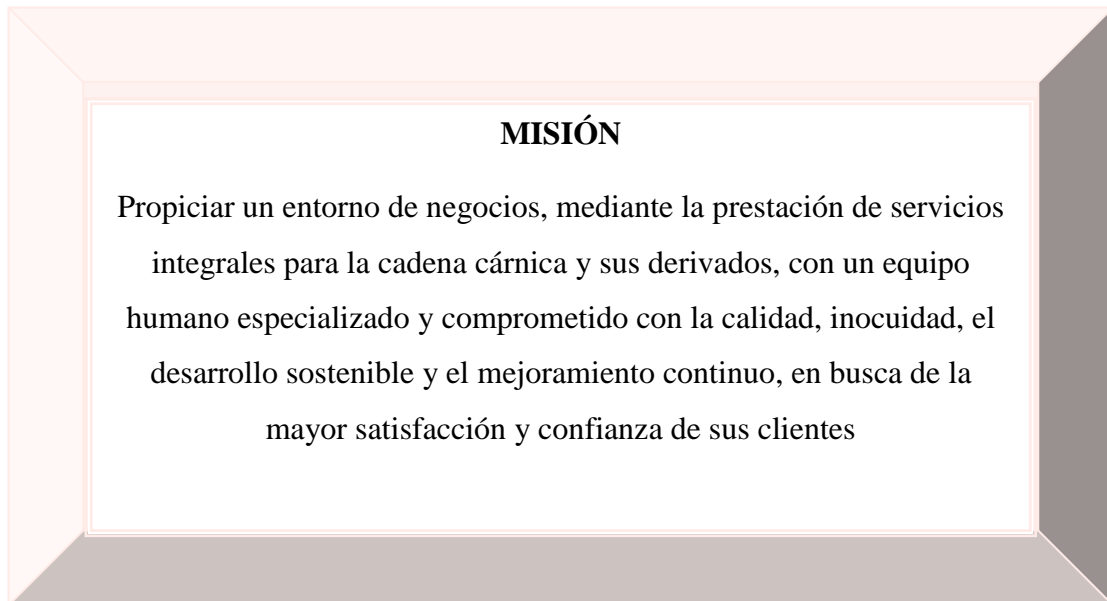 MISIÓN
Propiciar un entorno de negocios, mediante la prestación de servicios
integrales para la cadena cárnica y sus derivados, con un equipo
humano especializado y comprometido con la calidad, inocuidad, el
desarrollo sostenible y el mejoramiento continuo, en busca de la
mayor satisfacción y confianza de sus clientes